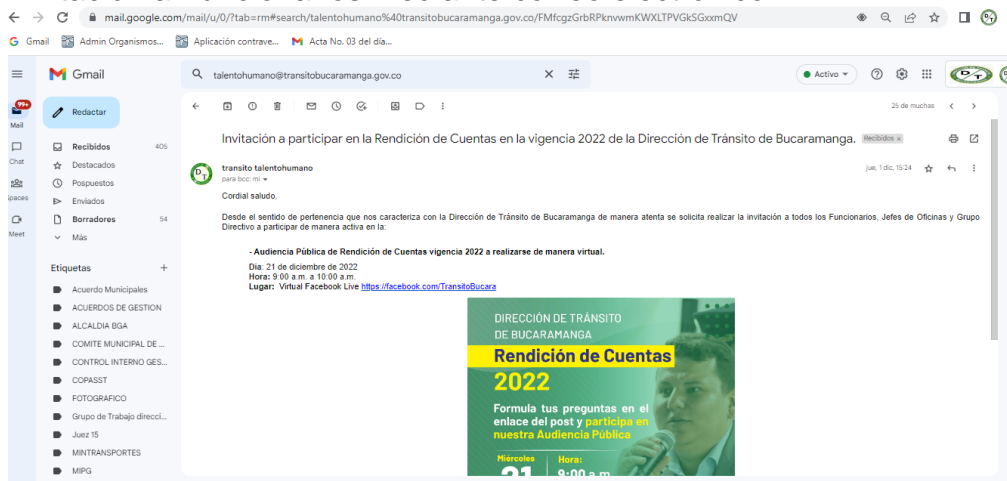 mail.google.com/mail/u/0/?tab=rm#search/talentohumano%40transitobucaramanga.gov.co/FMfcgzGrbRPknvwmKWXLTPVGkSGxxmQV
Gmail Admin Organismos... Aplicación contrave... Acta No. 03 del día...
Gmail
talentohumano@transitobucaramanga.gov.co
Activo
99+
Mail
Chat
Spaces
Meet
Redactar
Recibidos 405
Destacados
Pospuestos
Enviados
Borradores 54
Más
Etiquetas +
Acuerdo Municipales
ACUERDOS DE GESTION
ALCALDIA BGA
COMITE MUNICIPAL DE ...
CONTROL INTERNO GES...
COPASST
FOTOGRAFICO
Grupo de Trabajo direcci...
Juez 15
MINTRANSPORTES
MIPG
25 de muchas
Invitación a participar en la Rendición de Cuentas en la vigencia 2022 de la Dirección de Tránsito de Bucaramanga. Recibidos x
transito talentohumano jue, 1 dic, 15:24
para bcc: mí
Cordial saludo,
Desde el sentido de pertenencia que nos caracteriza con la Dirección de Tránsito de Bucaramanga de manera atenta se solicita realizar la invitación a todos los Funcionarios, Jefes de Oficinas y Grupo
Directivo a participar de manera activa en la:
- Audiencia Pública de Rendición de Cuentas vigencia 2022 a realizarse de manera virtual.
Dia: 21 de diciembre de 2022
Hora: 9:00 a.m. a 10:00 a.m.
Lugar: Virtual Facebook Live https://facebook.com/TransitoBucara
DIRECCIÓN DE TRÁNSITO
DE BUCARAMANGA
Rendición de Cuentas
2022
Formula tus preguntas en el
enlace del post y participa en
nuestra Audiencia Pública
Miércoles Hora:
21 9:00 a.m